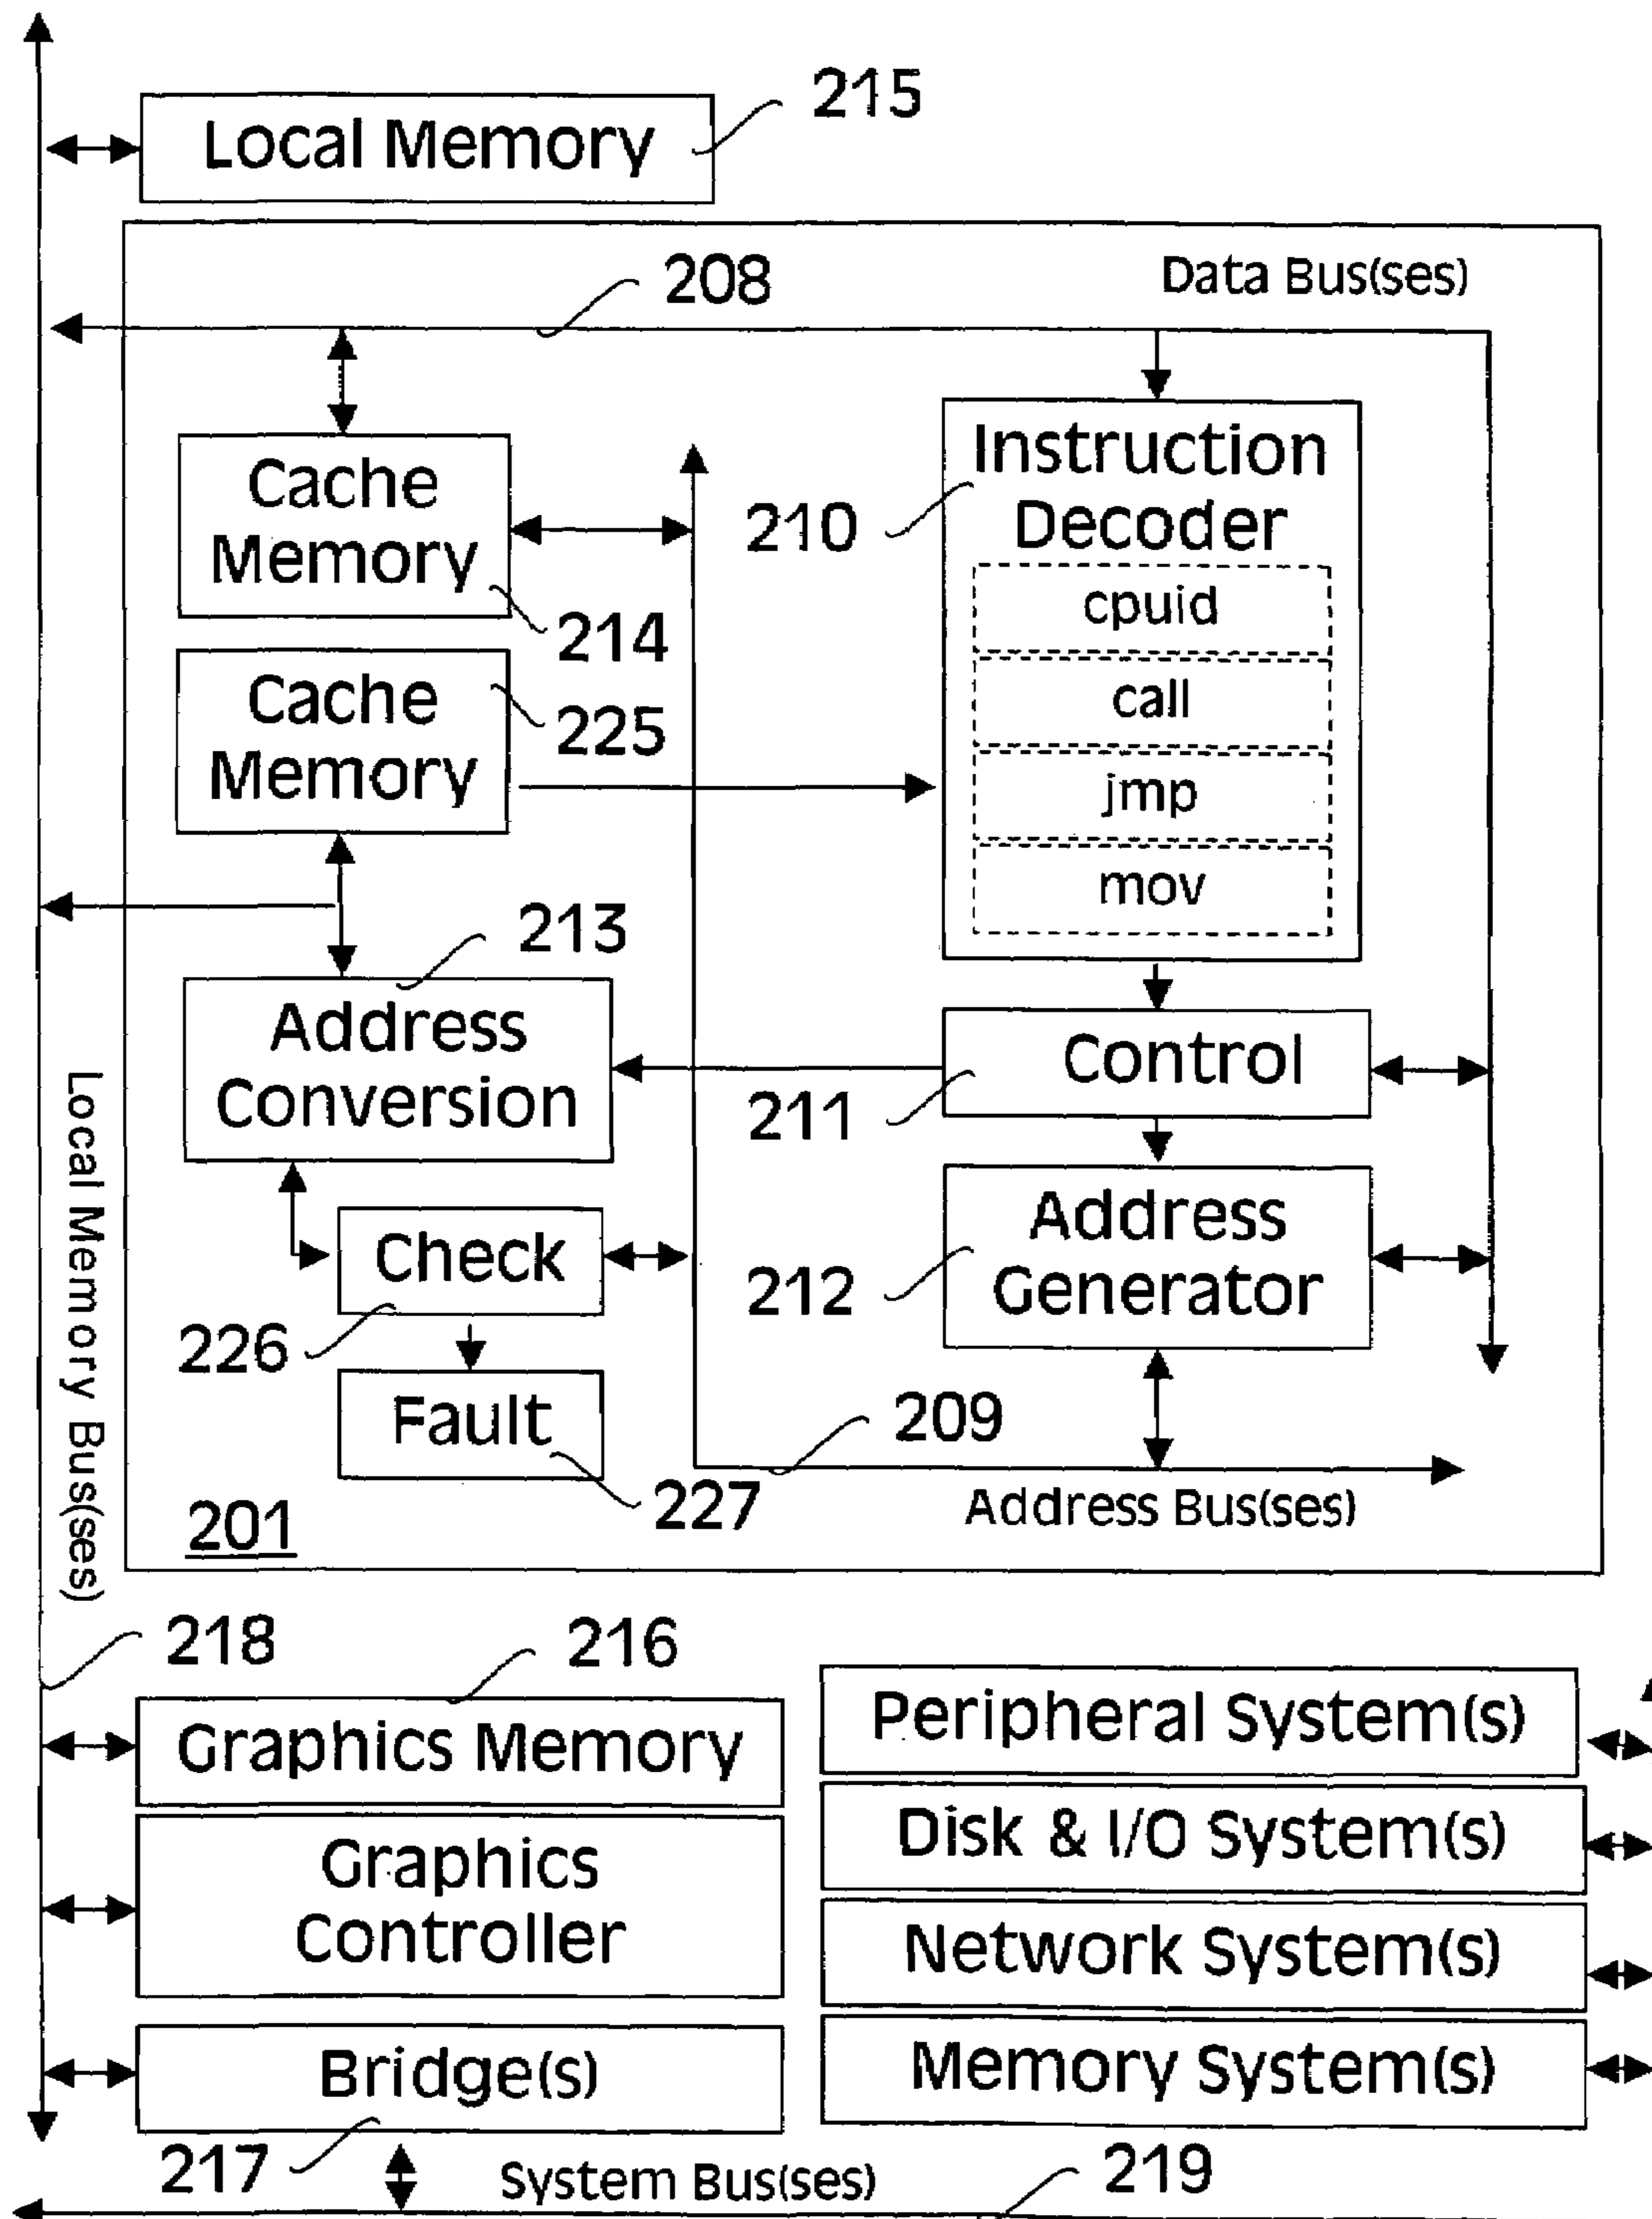 215
Local Memory
208
Data Bus(ses)
Cache
Memory
214
Instruction
Decoder
210
cpuid
call
jmp
mov
Cache
Memory
225
213
Address
Conversion
Control
211
Address
Generator
212
Check
226
Fault
227
209
Address Bus(ses)
201
Local Memory Bus(ses)
218
216
Graphics Memory
Graphics
Controller
Bridge(s)
217
Peripheral System(s)
Disk & I/O System(s)
Network System(s)
Memory System(s)
System Bus(ses)
219